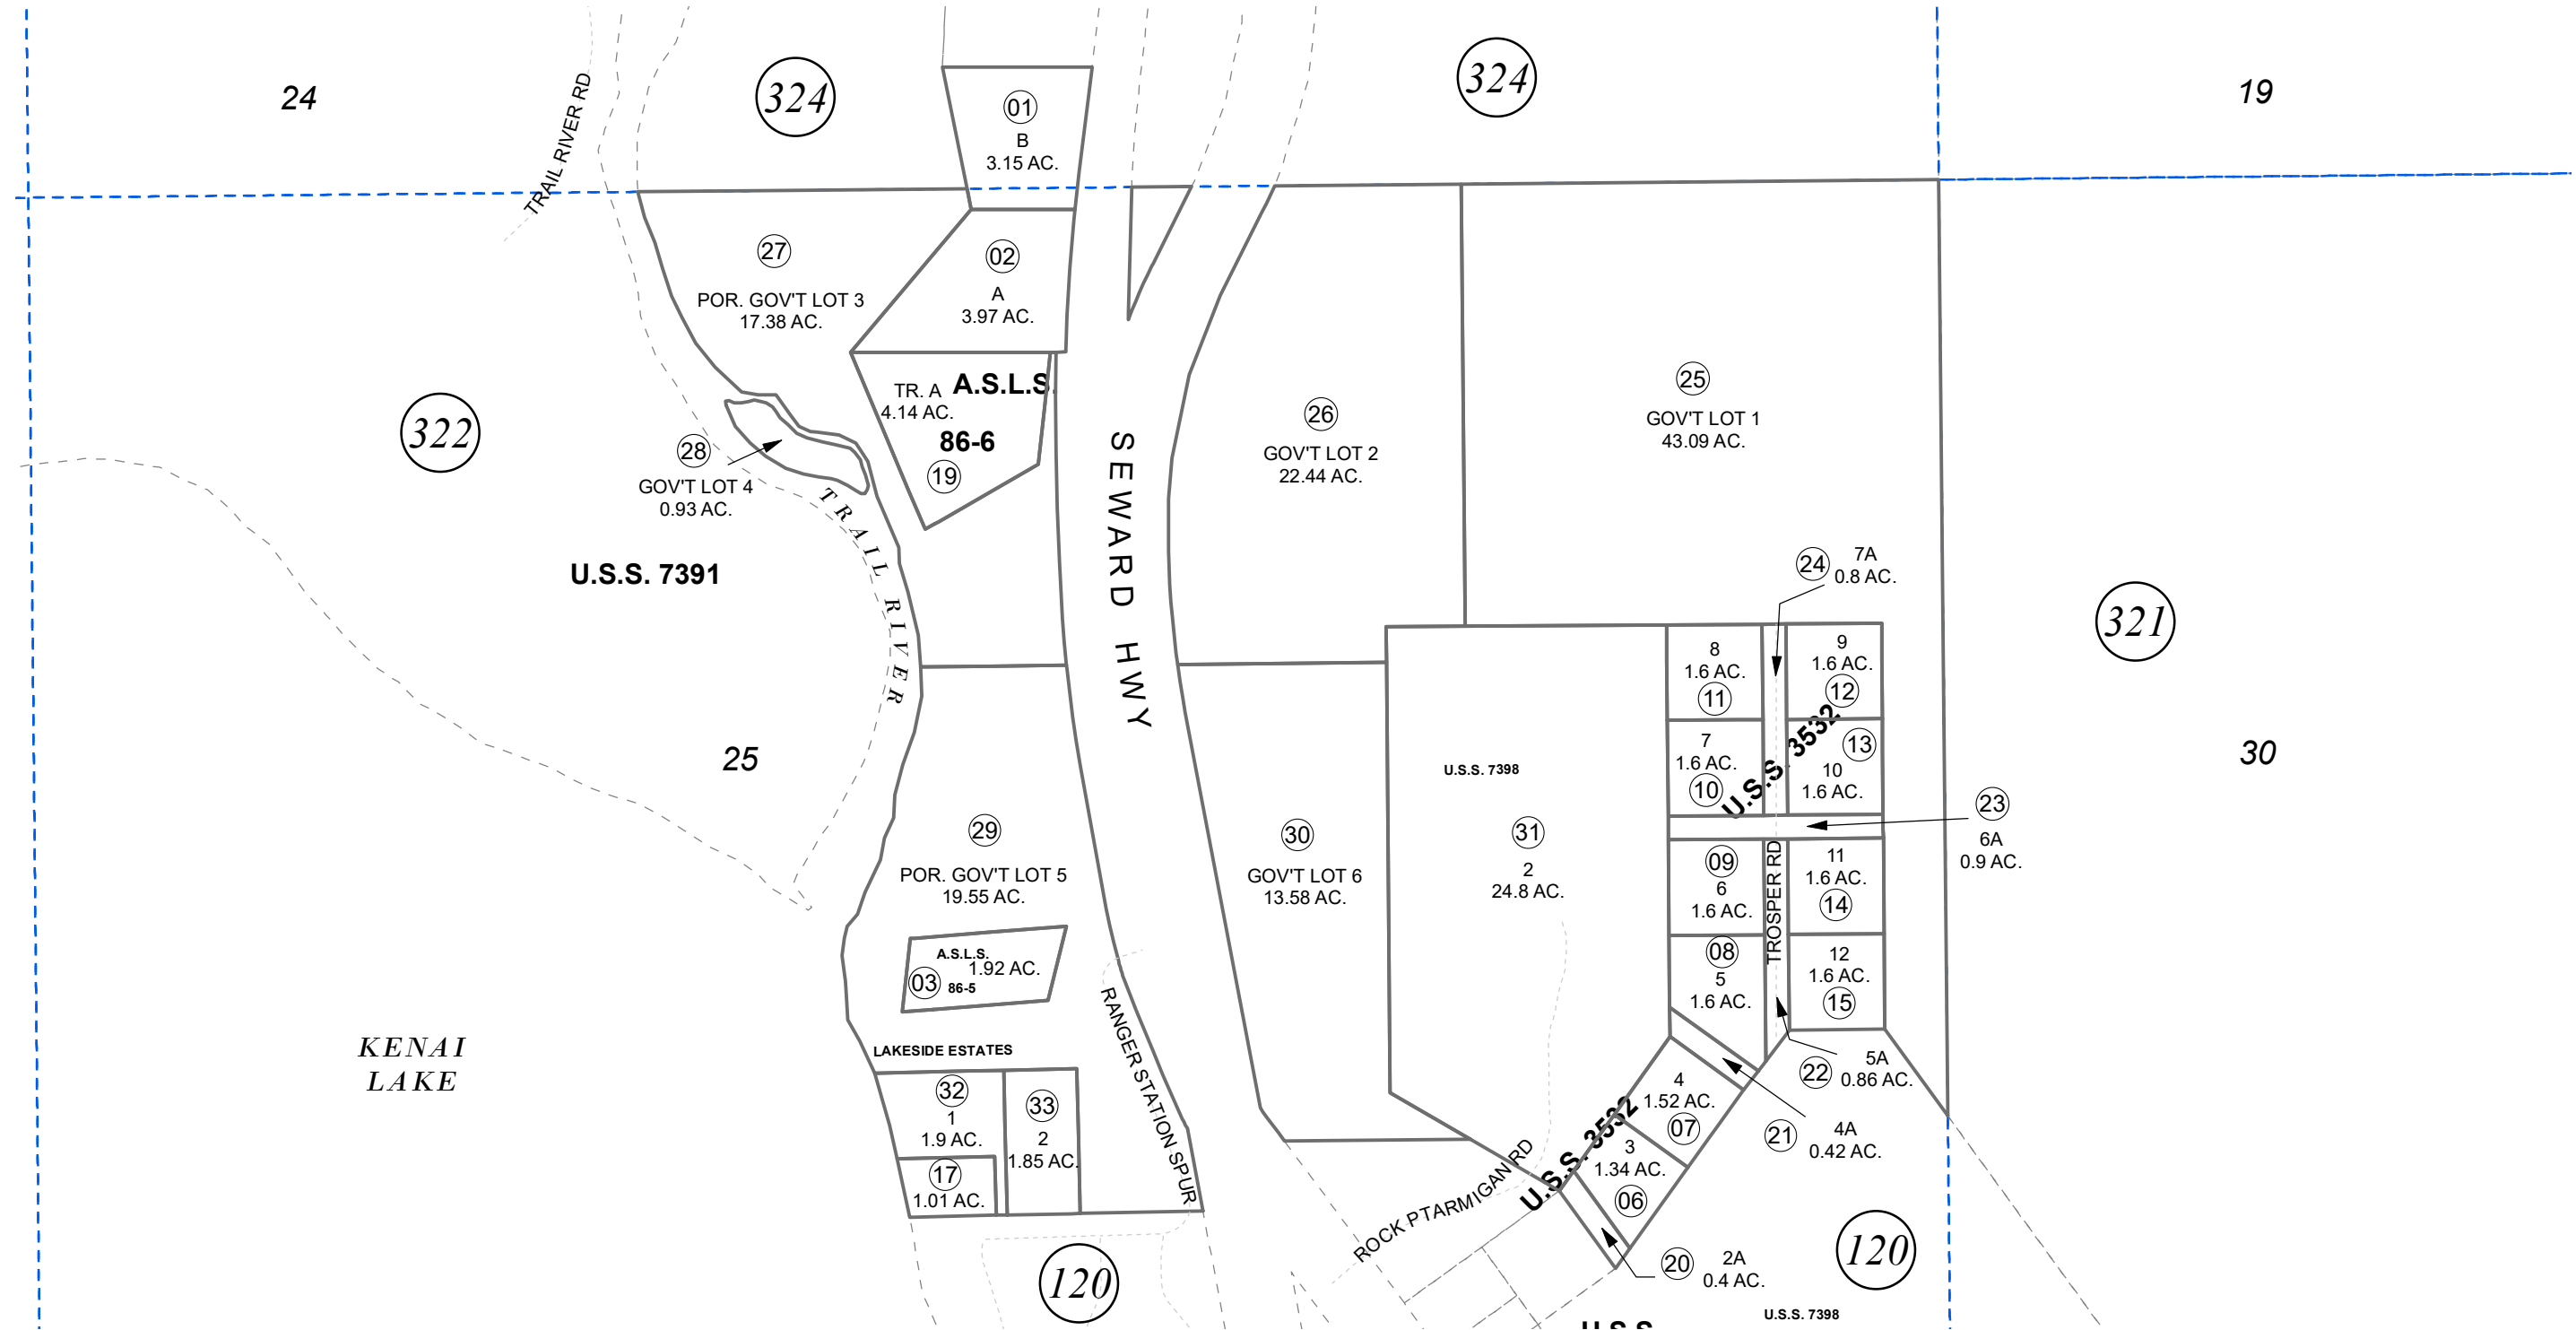 24
TRAIL RIVER RD
324
01
B
3.15 AC.
324
19
27
POR. GOV'T LOT 3
17.38 AC.
02
A
3.97 AC.
322
TR. A
4.14 AC.
A.S.L.S.
86-6
19
28
GOV'T LOT 4
0.93 AC.
TRAIL RIVER
U.S.S. 7391
SEWARD HWY
26
GOV'T LOT 2
22.44 AC.
25
GOV'T LOT 1
43.09 AC.
24
7A
0.8 AC.
321
8
1.6 AC.
11
9
1.6 AC.
12
7
1.6 AC.
10
U.S.S. 3532
13
10
1.6 AC.
25
U.S.S. 7398
30
23
6A
0.9 AC.
29
POR. GOV'T LOT 5
19.55 AC.
30
GOV'T LOT 6
13.58 AC.
31
2
24.8 AC.
09
6
1.6 AC.
TROSPER RD
11
1.6 AC.
14
08
5
1.6 AC.
12
1.6 AC.
15
A.S.L.S.
1.92 AC.
03
86-5
RANGER STATION SPUR
KENAI
LAKE
LAKESIDE ESTATES
32
1
1.9 AC.
33
2
1.85 AC.
17
1.01 AC.
22
5A
0.86 AC.
4
1.52 AC.
07
21
4A
0.42 AC.
U.S.S. 3532
3
1.34 AC.
06
ROCK PTARMIGAN RD
20
2A
0.4 AC.
120
120
U.S.S. 7398
U.S.S.